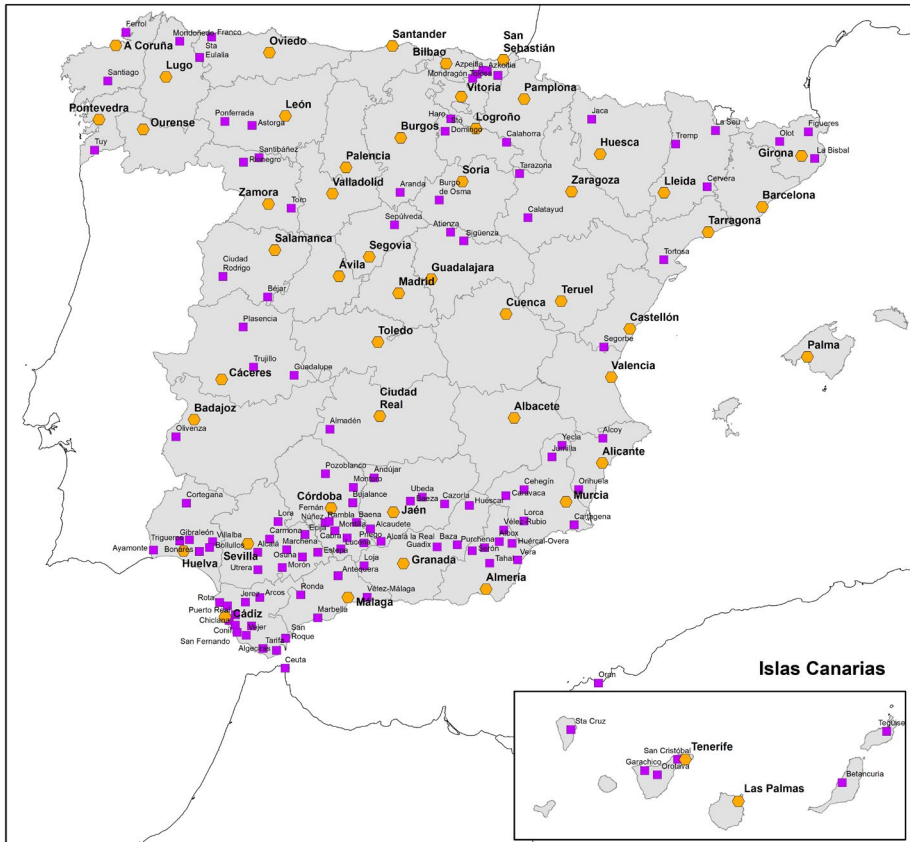 Ferrol
Mondoñedo
Franco
A Coruña
Sta
Eulalia
Oviedo
Santander
San
Sebastián
Bilbao
Azpeitia
Azkoitia
Mondragón
Lugo
Santiago
Vitoria
Pamplona
Pontevedra
Ourense
Ponferrada
Astorga
León
Burgos
Haro
Sto
Domingo
Logroño
Calahorra
Jaca
Huesca
Tremp
La Seu
Olot
Figueres
Girona
La Bisbal
Tuy
Santibáñez
Rionegro
Palencia
Valladolid
Aranda
Burgo
de Osma
Soria
Tarazona
Zaragoza
Lleida
Cervera
Barcelona
Zamora
Toro
Sepúlveda
Atienza
Sigüenza
Calatayud
Tarragona
Salamanca
Segovia
Tortosa
Ciudad
Rodrigo
Ávila
Madrid
Guadalajara
Béjar
Cuenca
Teruel
Castellón
Plasencia
Toledo
Segorbe
Palma
Trujillo
Guadalupe
Cáceres
Valencia
Badajoz
Ciudad
Real
Albacete
Olivenza
Almadén
Yecla
Jumilla
Alcoy
Alicante
Pozoblanco
Andújar
Montoro
Cortegana
Córdoba
Bujalance
Ubeda
Baeza
Cazorla
Huéscar
Cehegín
Caravaca
Orihuela
Murcia
Cartagena
Fernán
Núñez
Rambla
Baena
Jaén
Lora
Écija
Montilla
Alcaudete
Lorca
Vélez Rubio
Gibraleón
Trigueros
Villalba
Carmona
Cabra
Priego
Alcalá la Real
Ayamonte
Bonares
Bollullos
Sevilla
Alcalá
Marchena
Lucena
Guadix
Baza
Purchena
Albox
Huércal-Overa
Huelva
Utrera
Osuna
Estepa
Morón
Loja
Granada
Serón
Tahal
Vera
Antequera
Almería
Rota
Jerez
Arcos
Ronda
Málaga
Vélez-Málaga
Puerto Real
Cádiz
Chiclana
Marbella
Conil
Vejer
San Fernando
San
Roque
Algeciras
Tarifa
Ceuta
Oran
Islas Canarias
Sta Cruz
San Cristóbal
Tenerife
Garachico
Orotava
Teguise
Betancuria
Las Palmas